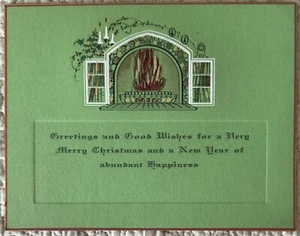 Greetings and Good Wishes for a Very
Merry Christmas and a New Year of
abundant Happiness